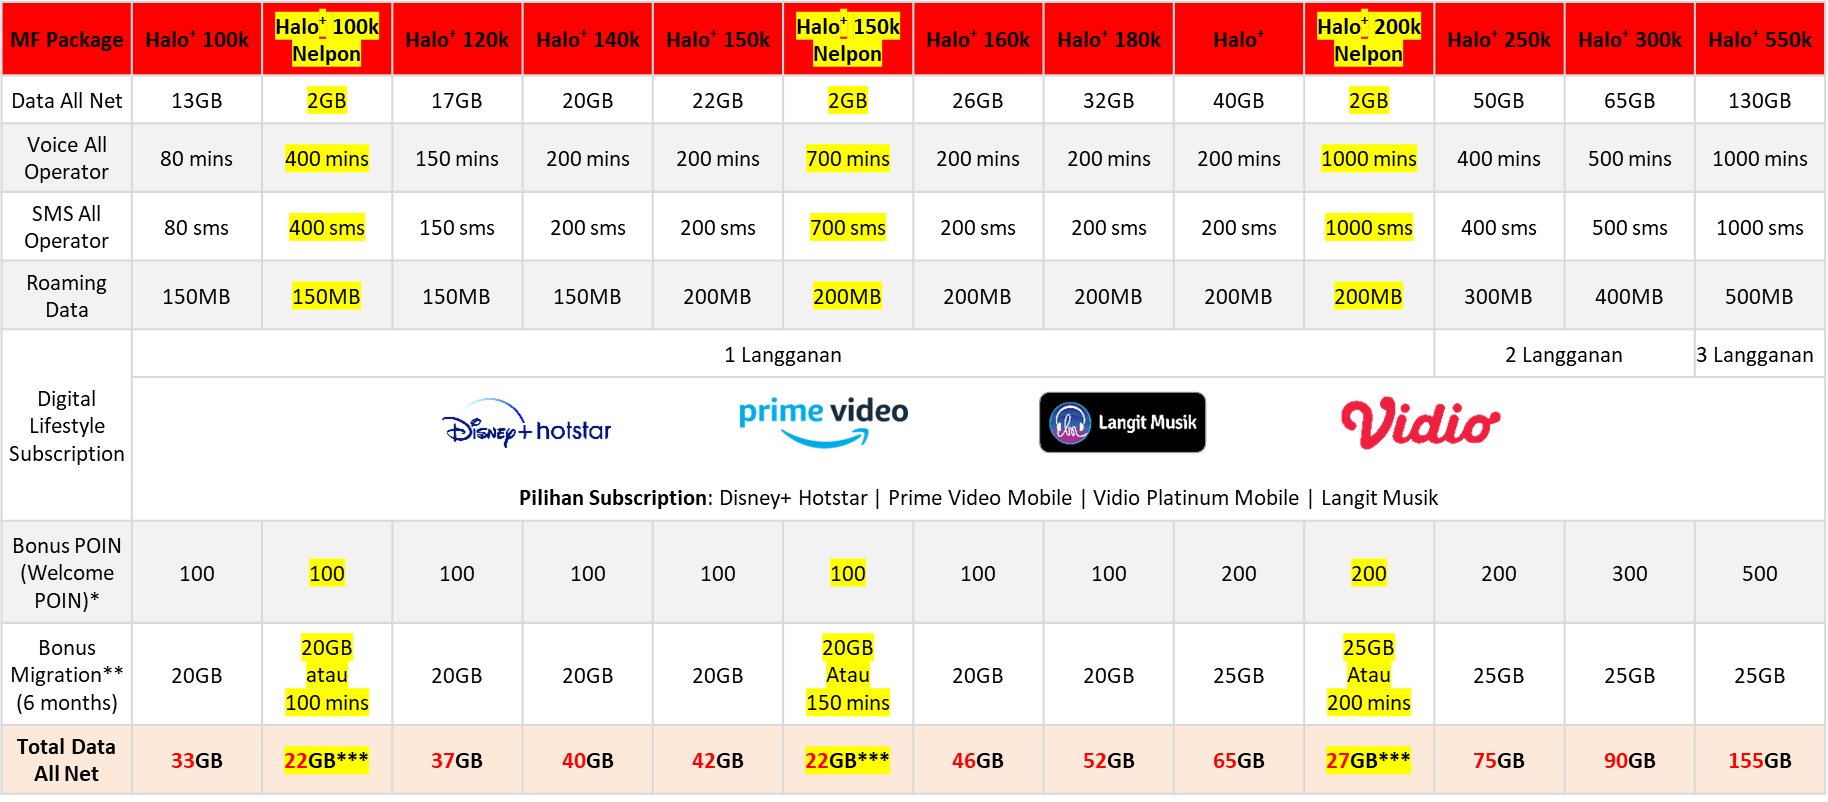 MF Package Halo⁺ 100k Halo⁺ 100k Nelpon Halo⁺ 120k Halo⁺ 140k Halo⁺ 150k Halo⁺ 150k Nelpon Halo⁺ 160k Halo⁺ 180k Halo⁺ Halo⁺ 200k Nelpon Halo⁺ 250k Halo⁺ 300k Halo⁺ 550k
Data All Net 13GB 2GB 17GB 20GB 22GB 2GB 26GB 32GB 40GB 2GB 50GB 65GB 130GB
Voice All Operator 80 mins 400 mins 150 mins 200 mins 200 mins 700 mins 200 mins 200 mins 200 mins 1000 mins 400 mins 500 mins 1000 mins
SMS All Operator 80 sms 400 sms 150 sms 200 sms 200 sms 700 sms 200 sms 200 sms 200 sms 1000 sms 400 sms 500 sms 1000 sms
Roaming Data 150MB 150MB 150MB 150MB 200MB 200MB 200MB 200MB 200MB 200MB 300MB 400MB 500MB
Digital Lifestyle Subscription
1 Langganan 2 Langganan 3 Langganan
Disney+ hotstar prime video lm Langit Musik Vidio
Pilihan Subscription: Disney+ Hotstar | Prime Video Mobile | Vidio Platinum Mobile | Langit Musik
Bonus POIN (Welcome POIN)* 100 100 100 100 100 100 100 100 200 200 200 300 500
Bonus Migration** (6 months) 20GB 20GB atau 100 mins 20GB 20GB 20GB 20GB Atau 150 mins 20GB 20GB 25GB 25GB Atau 200 mins 25GB 25GB 25GB
Total Data All Net 33GB 22GB*** 37GB 40GB 42GB 22GB*** 46GB 52GB 65GB 27GB*** 75GB 90GB 155GB